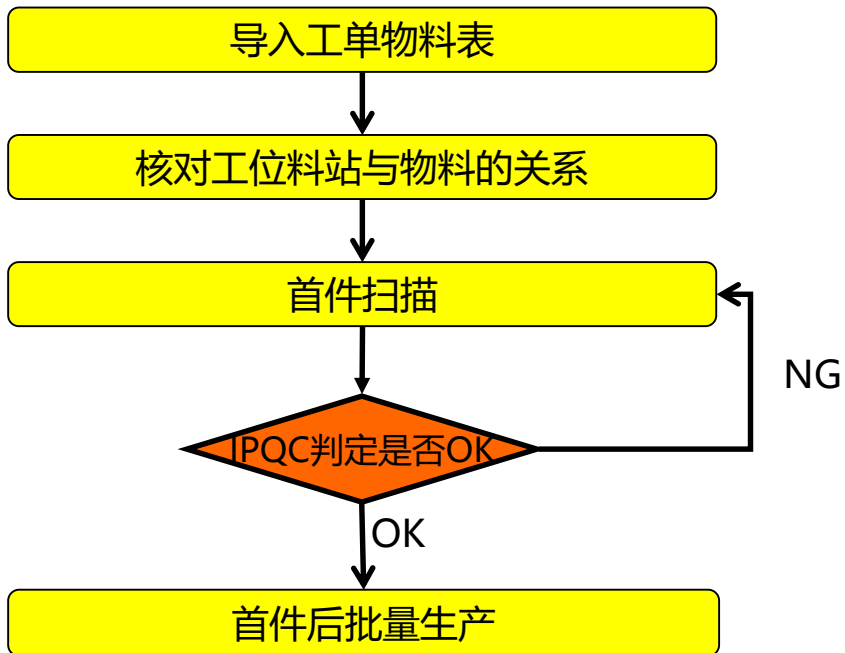 导入工单物料表
核对工位料站与物料的关系
首件扫描
NG
IPQC判定是否OK
OK
首件后批量生产